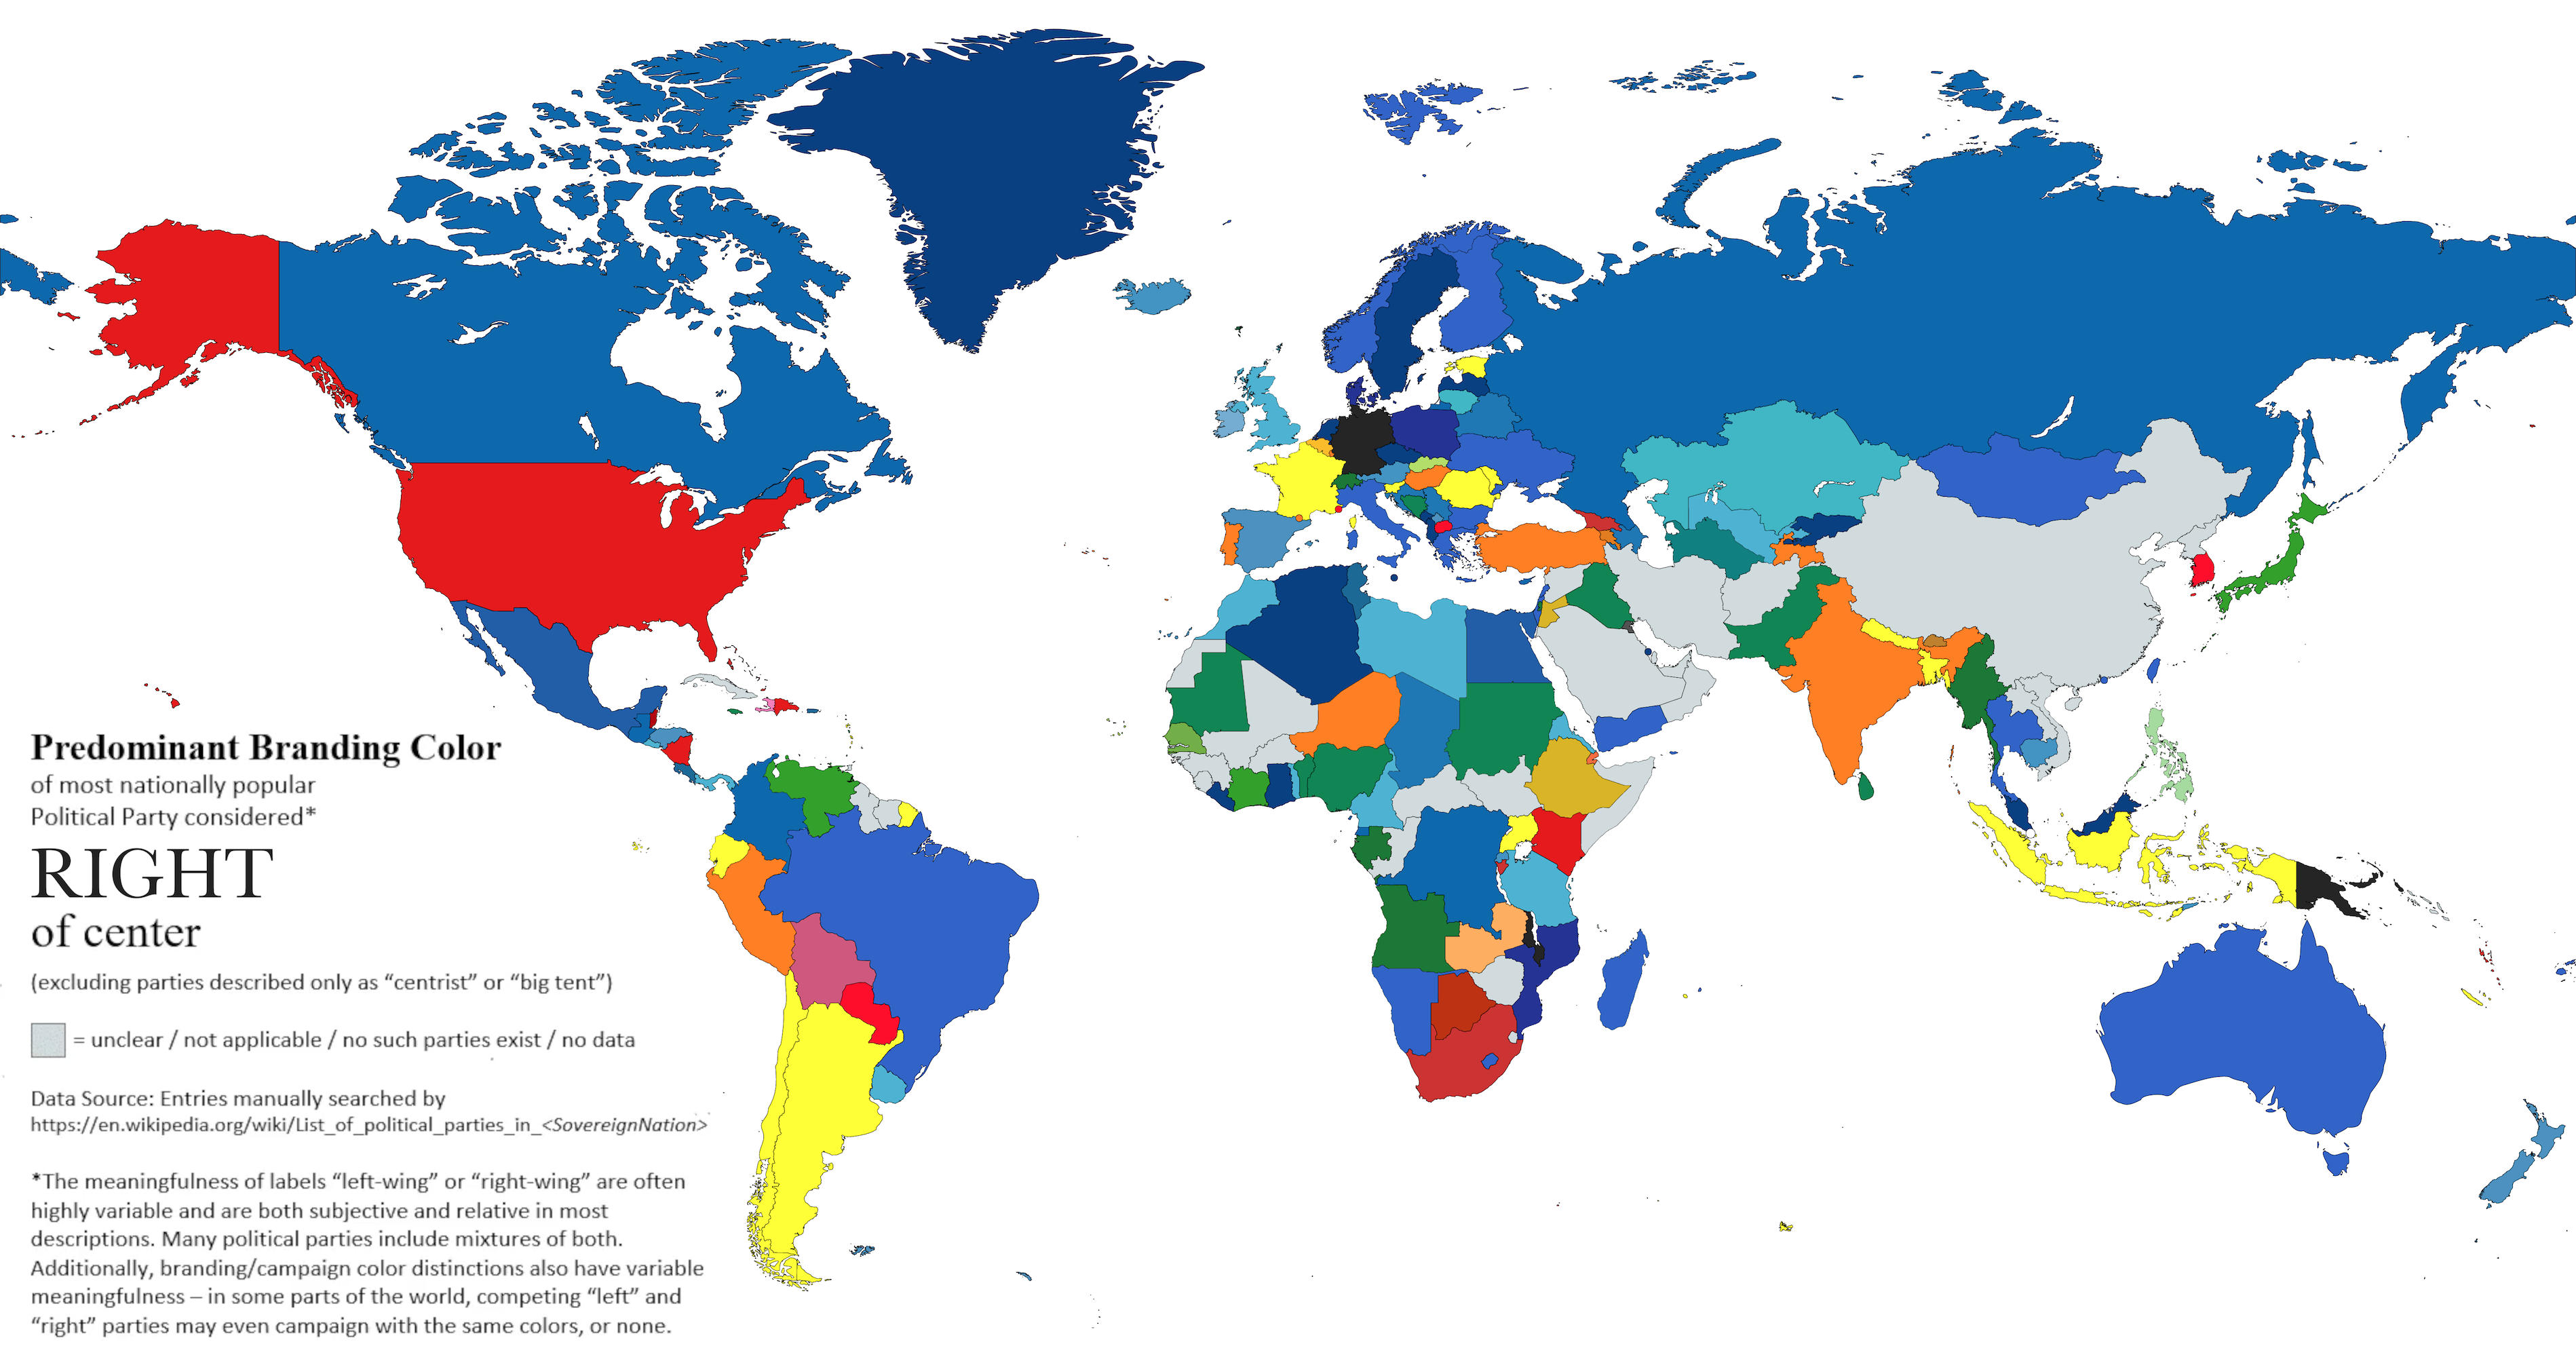 Predominant Branding Color
of most nationally popular
Political Party considered*
RIGHT
of center
(excluding parties described only as “centrist” or “big tent”)
= unclear / not applicable / no such parties exist / no data
Data Source: Entries manually searched by
https://en.wikipedia.org/wiki/List_of_political_parties_in_<SovereignNation>
*The meaningfulness of labels “left-wing” or “right-wing” are often
highly variable and are both subjective and relative in most
descriptions. Many political parties include mixtures of both.
Additionally, branding/campaign color distinctions also have variable
meaningfulness – in some parts of the world, competing “left” and
“right” parties may even campaign with the same colors, or none.